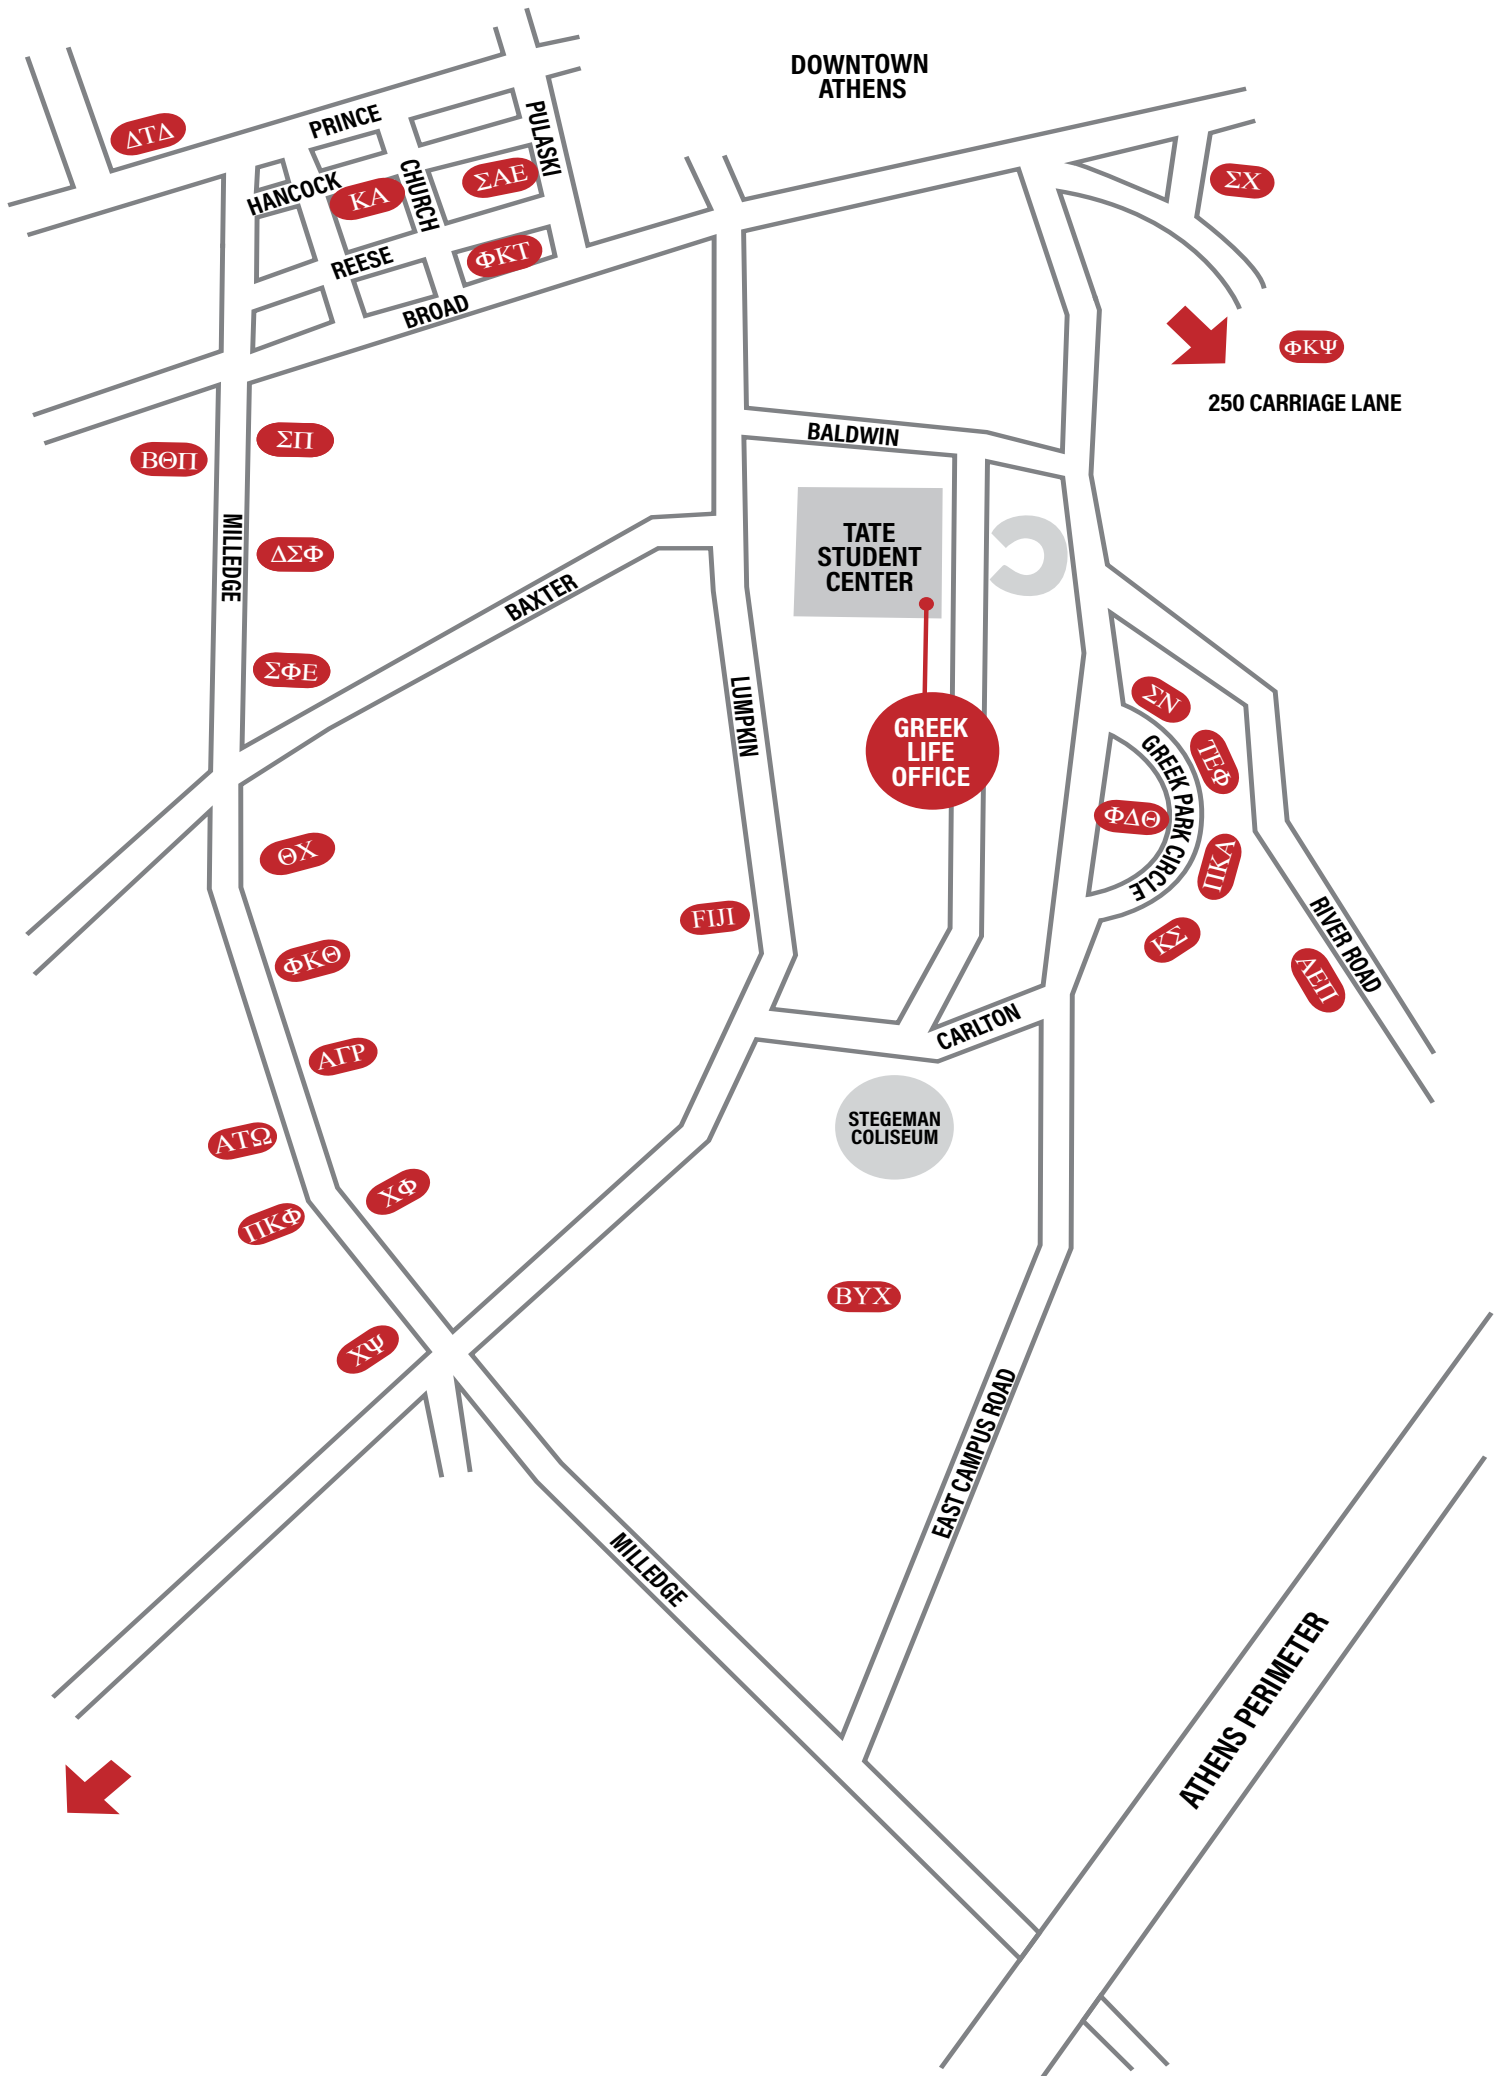 DOWNTOWN
ATHENS
ΔΤΔ
PRINCE
PULASKI
HANCOCK
ΚΑ
CHURCH
ΣΑΕ
ΣΧ
REESE
ΦΚΤ
BROAD
ΦΚΨ
250 CARRIAGE LANE
ΣΠ
ΒΘΠ
BALDWIN
MILLEDGE
TATE
STUDENT
CENTER
ΔΣΦ
BAXTER
ΣΦΕ
LUMPKIN
GREEK
LIFE
OFFICE
ΣΝ
ΤΕΦ
GREEK PARK CIRCLE
ΦΔΘ
ΠΚΑ
ΘΧ
FIJI
ΚΣ
RIVER ROAD
ΑΕΠ
ΦΚΘ
CARLTON
ΑΓΡ
STEGEMAN
COLISEUM
ΑΤΩ
ΧΦ
ΠΚΦ
ΒΥΧ
ΧΨ
EAST CAMPUS ROAD
MILLEDGE
ATHENS PERIMETER